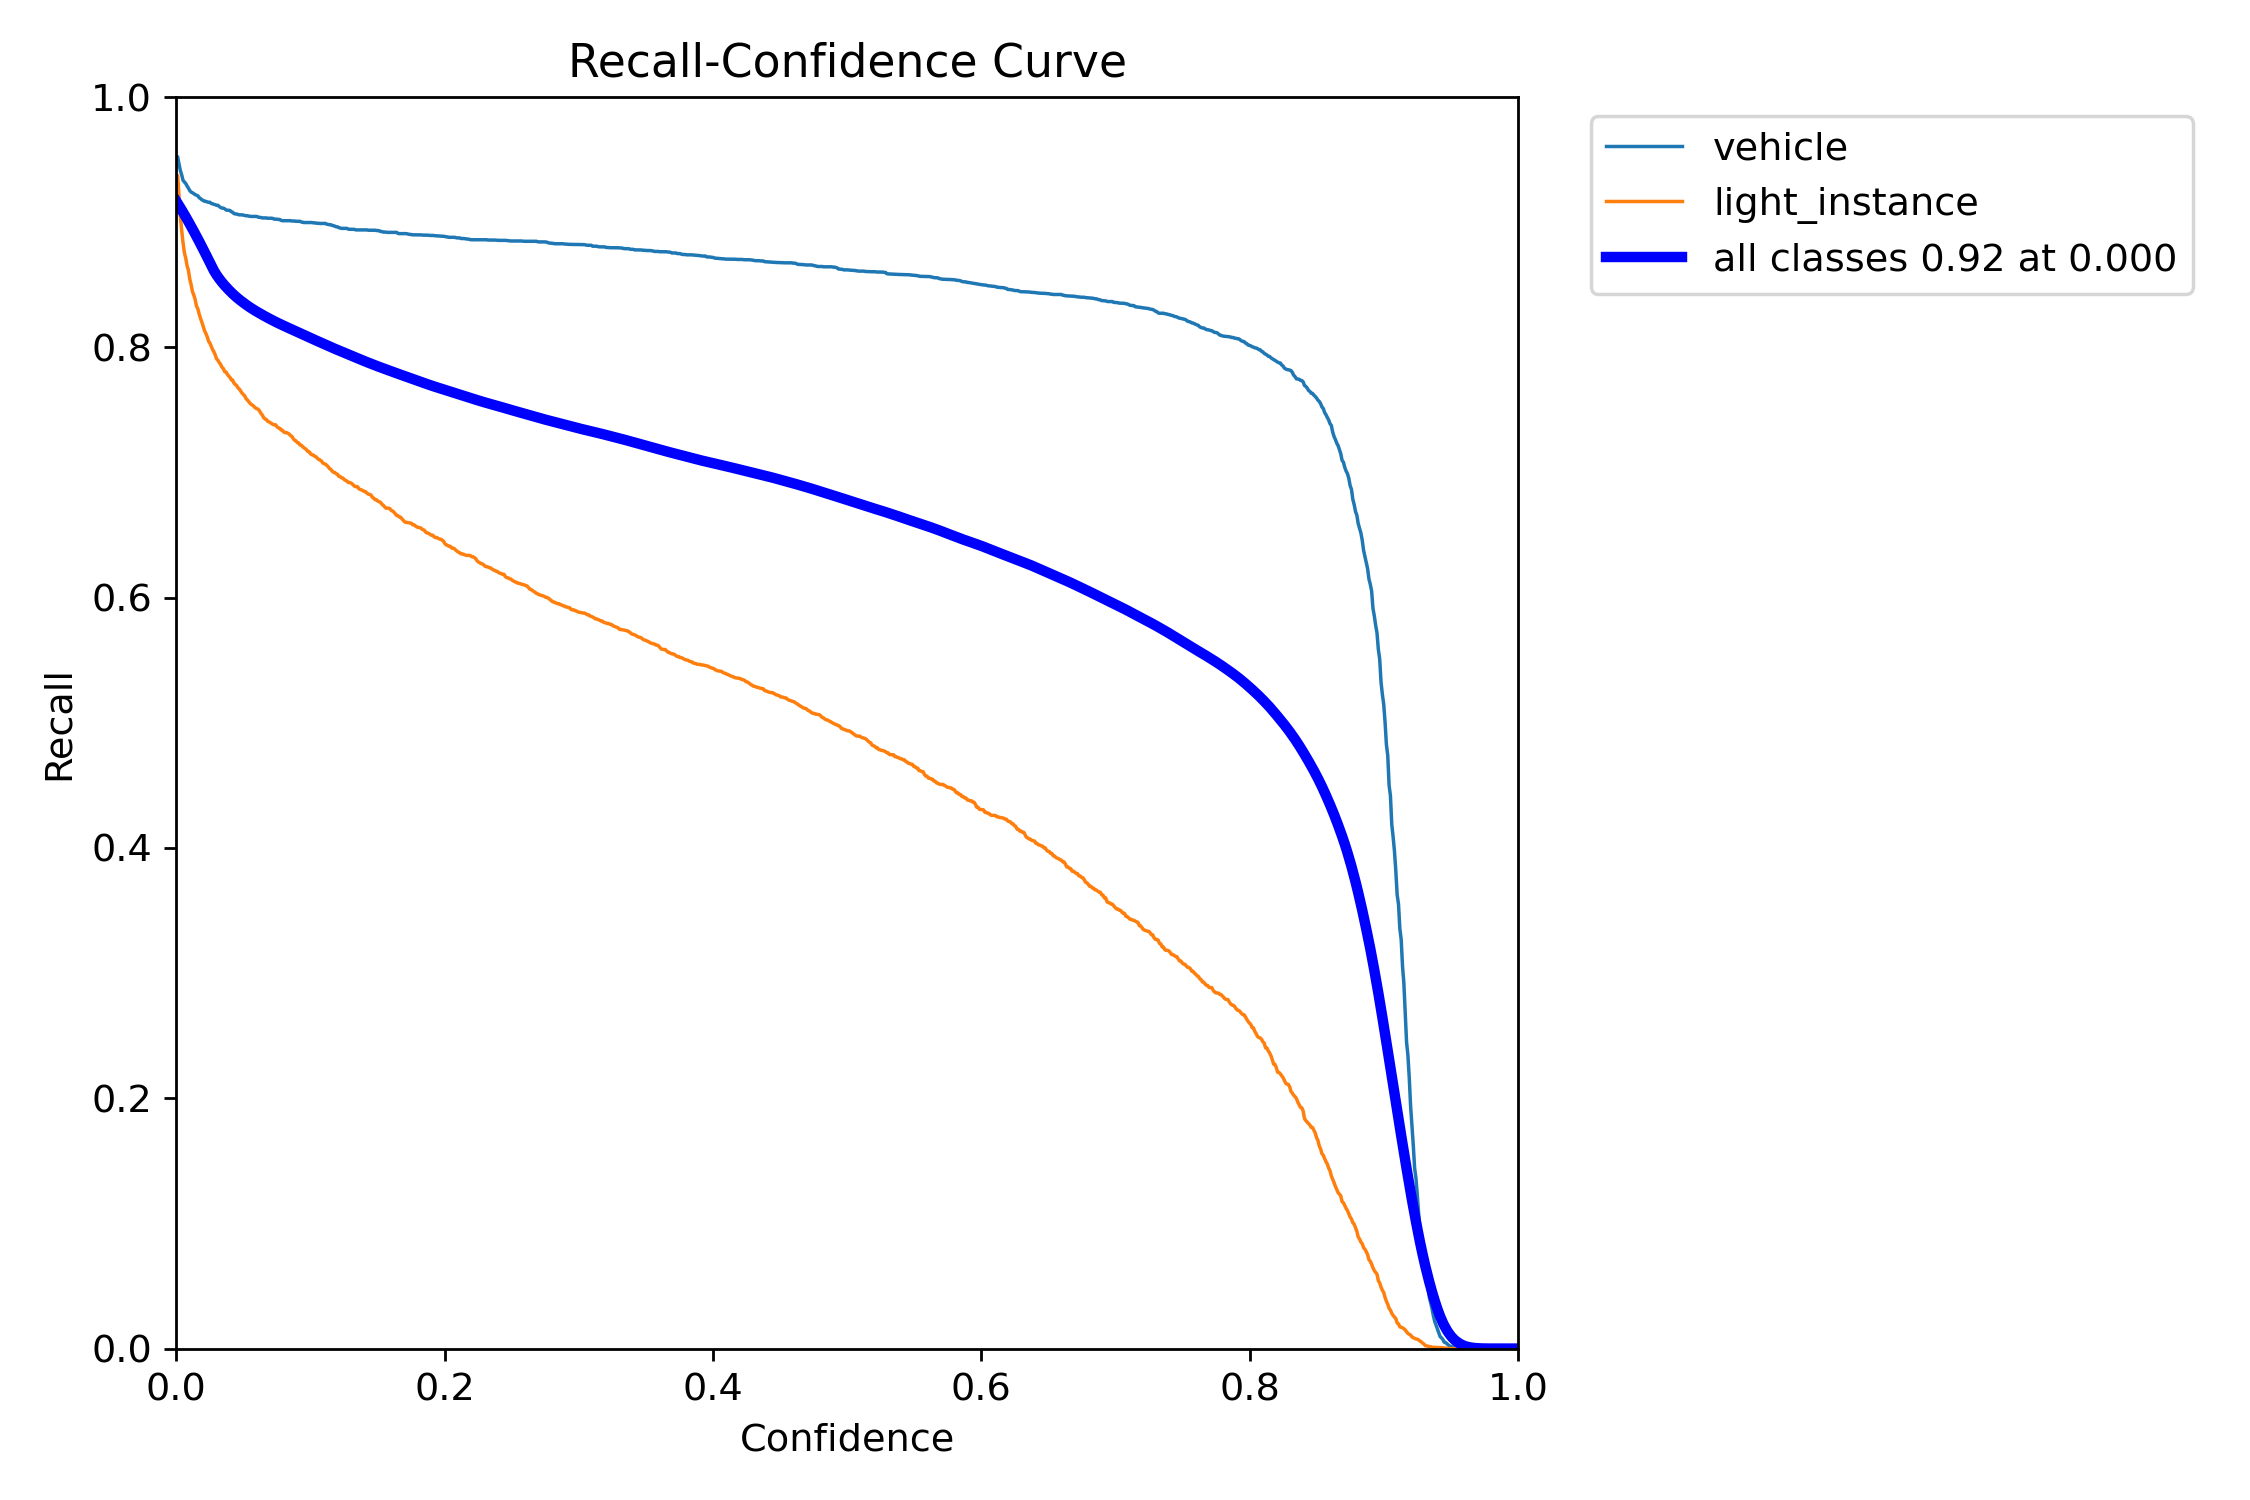 Recall-Confidence Curve
1.0
0.8
0.6
0.4
0.2
0.0
Recall
0.0 0.2 0.4 0.6 0.8 1.0
Confidence
vehicle
light_instance
all classes 0.92 at 0.000